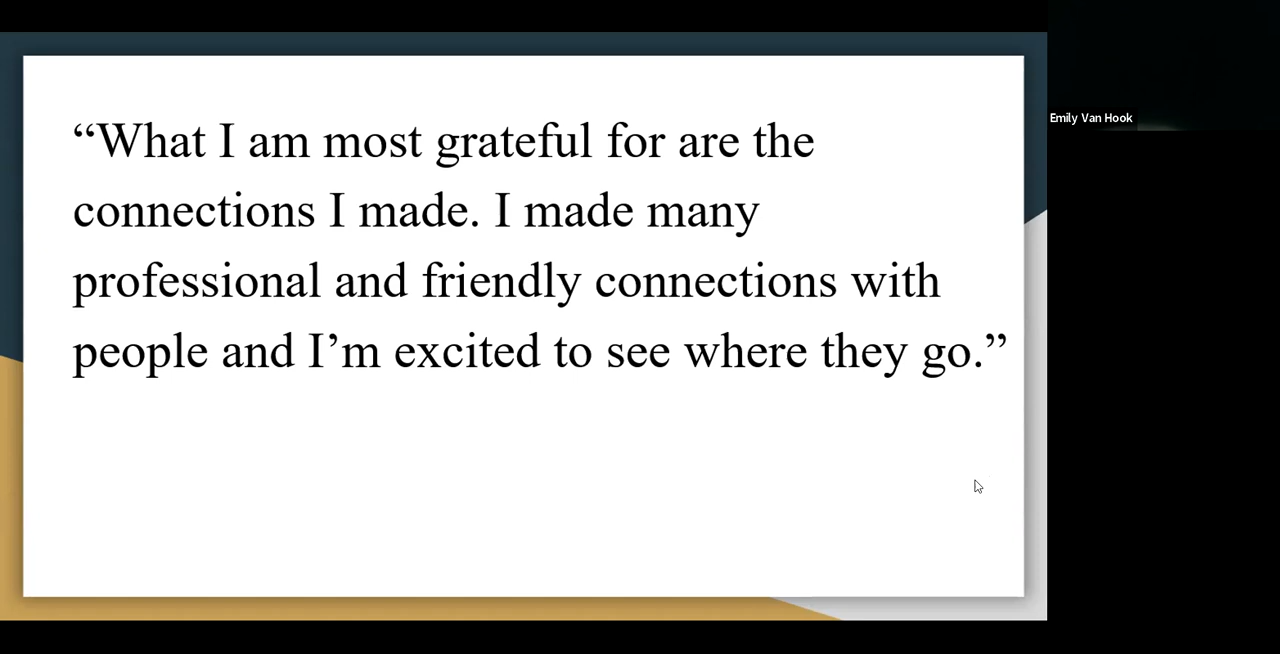 “What I am most grateful for are the
connections I made. I made many
professional and friendly connections with
people and I’m excited to see where they go.”
Emily Van Hook